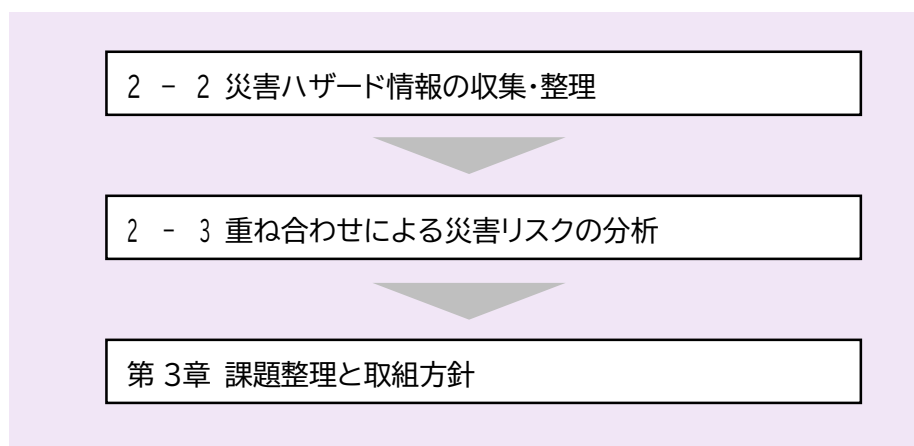 2 － 2 災害ハザード情報の収集・整理
2 － 3 重ね合わせによる災害リスクの分析
第 3章 課題整理と取組方針